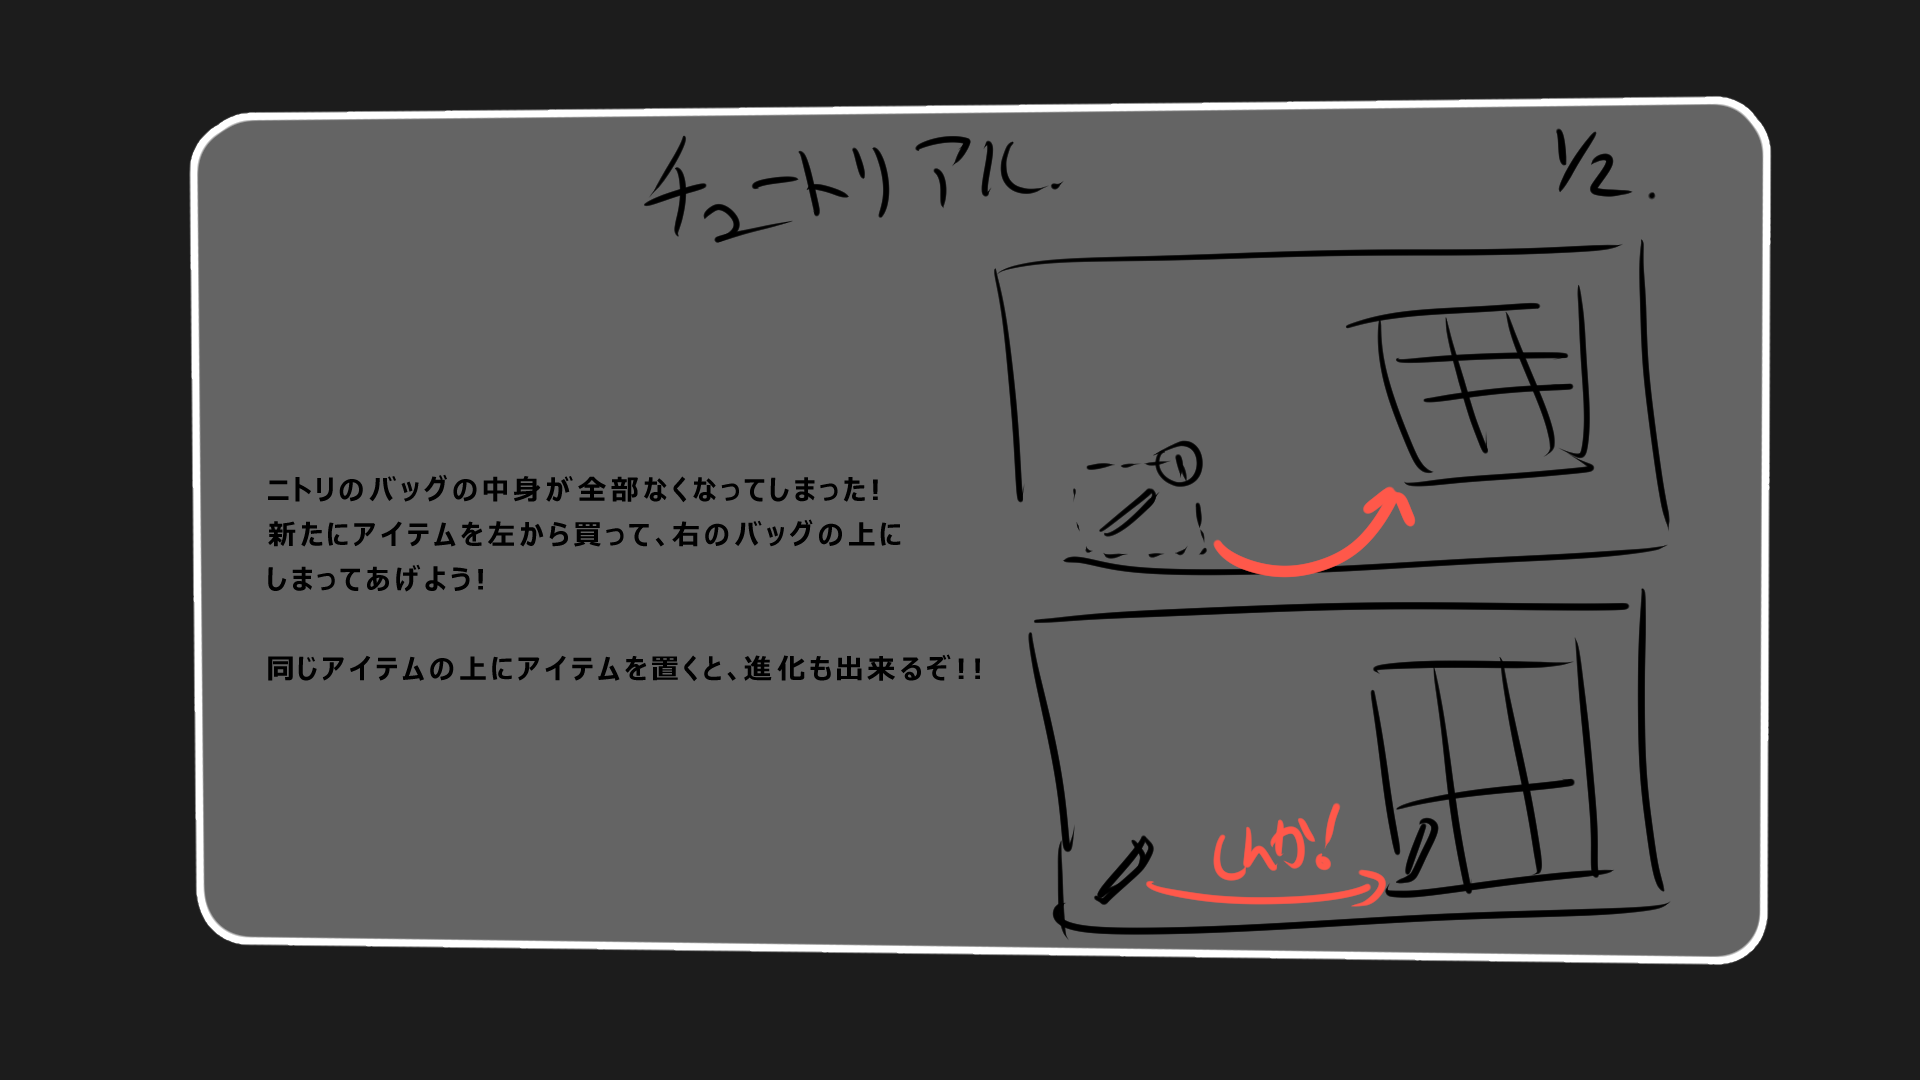 チュートリアル.
1/2.
ニトリのバッグの中身が全部なくなってしまった!
新たにアイテムを左から買って、右のバッグの上に
しまってあげよう!
同じアイテムの上にアイテムを置くと、進化も出来るぞ!!
1
しんか!